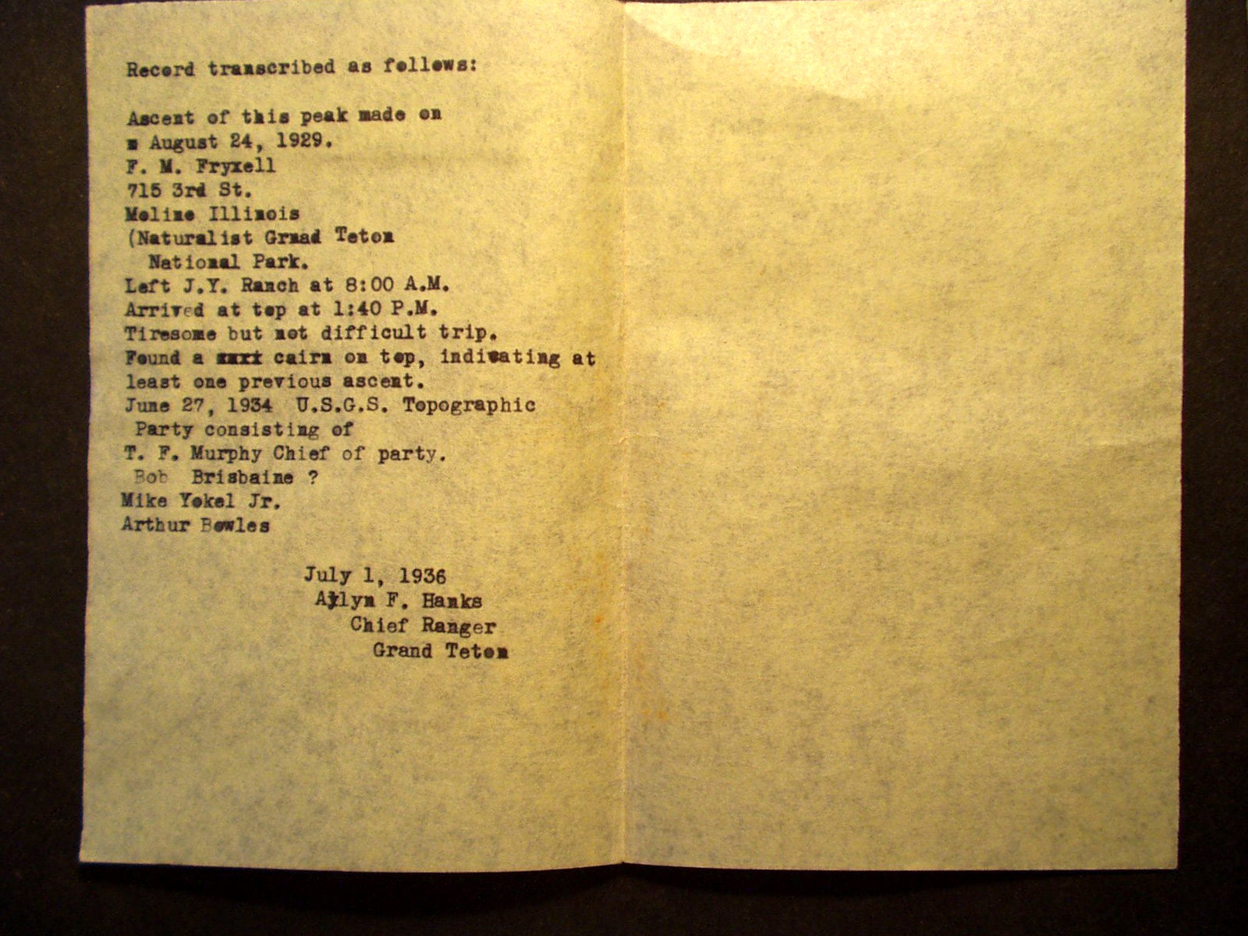 Record transcribed as follows:
Ascent of this peak made on
August 24, 1929.
F. M. Fryxell
715 3rd St.
Moline Illinois
(Naturalist Grnad Teton
National Park.
Left J.Y. Ranch at 8:00 A.M.
Arrived at top at 1:40 P.M.
Tiresome but not difficult trip.
Found a cairn on top, indicating at
least one previous ascent.
June 27, 1934 U.S.G.S. Topographic
Party consisting of
T. F. Murphy Chief of party.
Bob Brisbaine ?
Mike Yokel Jr.
Arthur Bowles
July 1, 1936
Allyn F. Hanks
Chief Ranger
Grand Teton